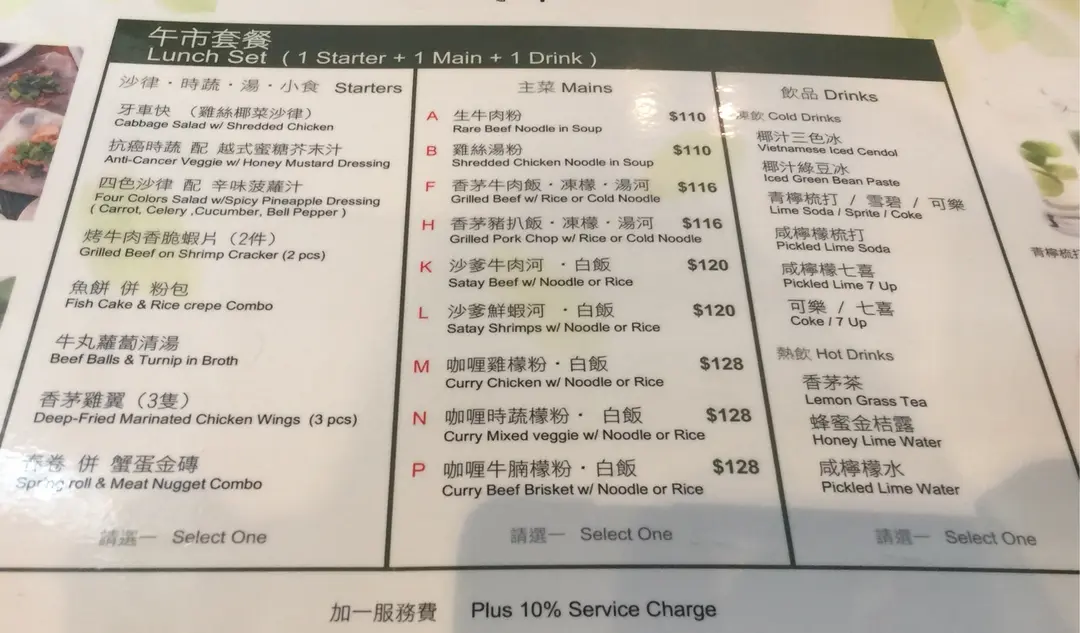 午市套餐
Lunch Set ( 1 Starter + 1 Main + 1 Drink )
沙律・時蔬・湯・小食 Starters
牙車快 （雞絲椰菜沙律）
Cabbage Salad w/ Shredded Chicken
抗癌時蔬 配 越式蜜糖芥末汁
Anti-Cancer Veggie w/ Honey Mustard Dressing
四色沙律 配 辛味菠蘿汁
Four Colors Salad w/Spicy Pineapple Dressing
( Carrot, Celery ,Cucumber, Bell Pepper )
烤牛肉香脆蝦片（2件）
Grilled Beef on Shrimp Cracker (2 pcs)
魚餅 併 粉包
Fish Cake & Rice crepe Combo
牛丸蘿蔔清湯
Beef Balls & Turnip in Broth
香茅雞翼（3隻）
Deep-Fried Marinated Chicken Wings (3 pcs)
春卷 併 蟹蛋金磚
Spring roll & Meat Nugget Combo
請選一 Select One
主菜 Mains
A 生牛肉粉 $110
Rare Beef Noodle in Soup
B 雞絲湯粉 $110
Shredded Chicken Noodle in Soup
F 香茅牛肉飯・凍檬・湯河 $116
Grilled Beef w/ Rice or Cold Noodle
H 香茅豬扒飯・凍檬・湯河 $116
Grilled Pork Chop w/ Rice or Cold Noodle
K 沙爹牛肉河・白飯 $120
Satay Beef w/ Noodle or Rice
L 沙爹鮮蝦河・白飯 $120
Satay Shrimps w/ Noodle or Rice
M 咖喱雞檬粉・白飯 $128
Curry Chicken w/ Noodle or Rice
N 咖喱時蔬檬粉・ 白飯 $128
Curry Mixed veggie w/ Noodle or Rice
P 咖喱牛腩檬粉・白飯 $128
Curry Beef Brisket w/ Noodle or Rice
請選一 Select One
飲品 Drinks
凍飲 Cold Drinks
椰汁三色冰
Vietnamese Iced Cendol
椰汁綠豆冰
Iced Green Bean Paste
青檸梳打 / 雪碧 / 可樂
Lime Soda / Sprite / Coke
咸檸檬梳打
Pickled Lime Soda
咸檸檬七喜
Pickled Lime 7 Up
可樂 / 七喜
Coke / 7 Up
熱飲 Hot Drinks
香茅茶
Lemon Grass Tea
蜂蜜金桔露
Honey Lime Water
咸檸檬水
Pickled Lime Water
請選一 Select One
青檸梳打
加一服務費 Plus 10% Service Charge